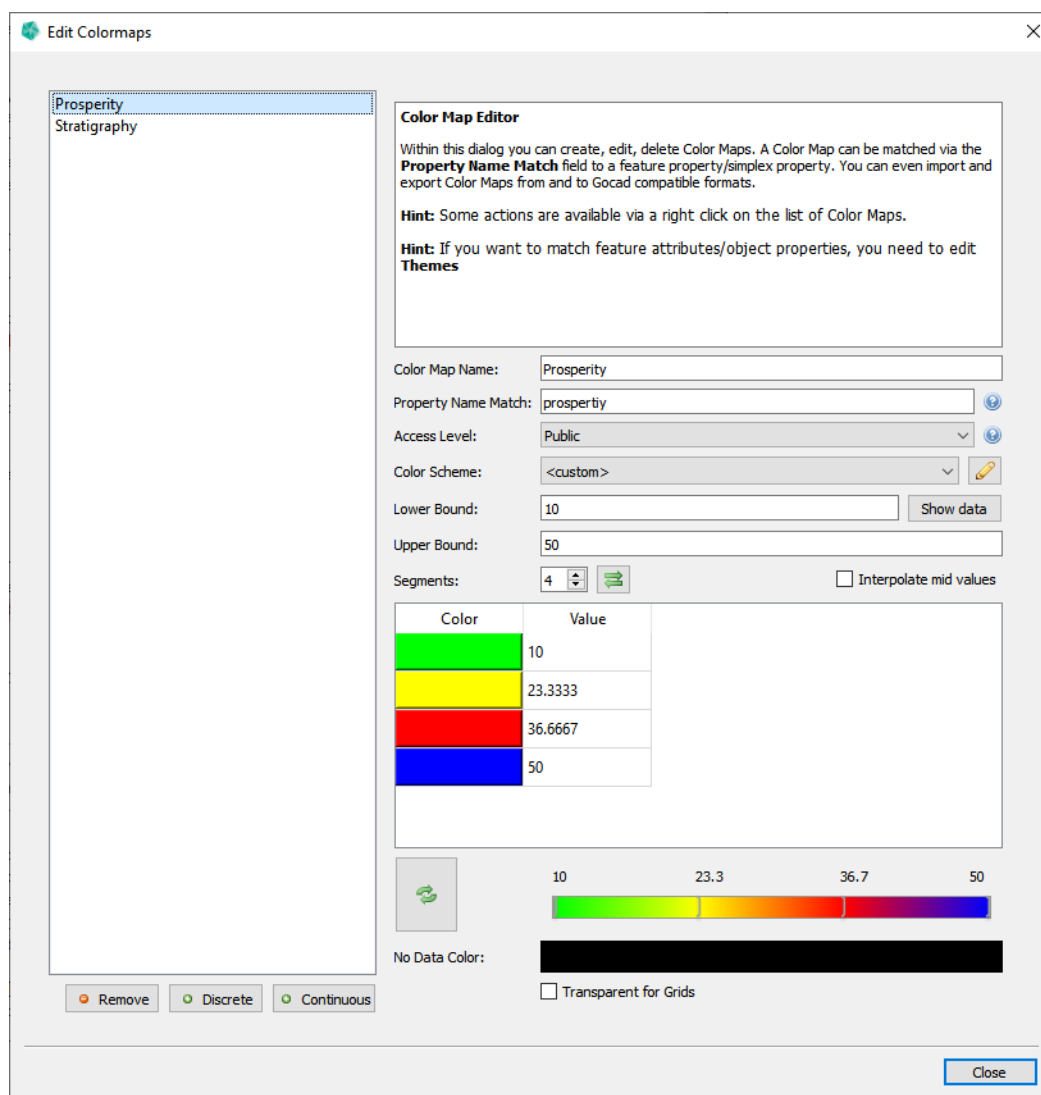 Edit Colormaps
Prosperity
Stratigraphy
Color Map Editor
Within this dialog you can create, edit, delete Color Maps. A Color Map can be matched via the
Property Name Match field to a feature property/simplex property. You can even import and
export Color Maps from and to Gocad compatible formats.
Hint: Some actions are available via a right click on the list of Color Maps.
Hint: If you want to match feature attributes/object properties, you need to edit
Themes
Color Map Name: Prosperity
Property Name Match: prospertiy
Access Level: Public
Color Scheme: <custom>
Lower Bound: 10 Show data
Upper Bound: 50
Segments: 4 Interpolate mid values
Color Value
10
23.3333
36.6667
50
10 23.3 36.7 50
No Data Color:
Transparent for Grids
Remove Discrete Continuous
Close